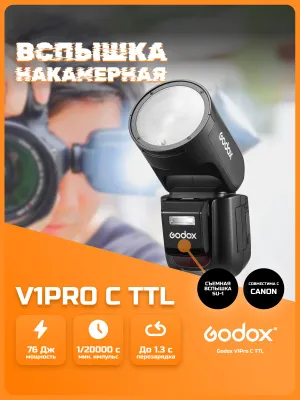 ВСПЫШКА
НАКАМЕРНАЯ
Godox
Godox
СЪЕМНАЯ
ВСПЫШКА
SU-1
СОВМЕСТИМА С
CANON
V1PRO C TTL
76 Дж
мощность
1/20000 с
мин. импульс
До 1.3 с
перезарядка
Godox
Godox V1Pro C TTL